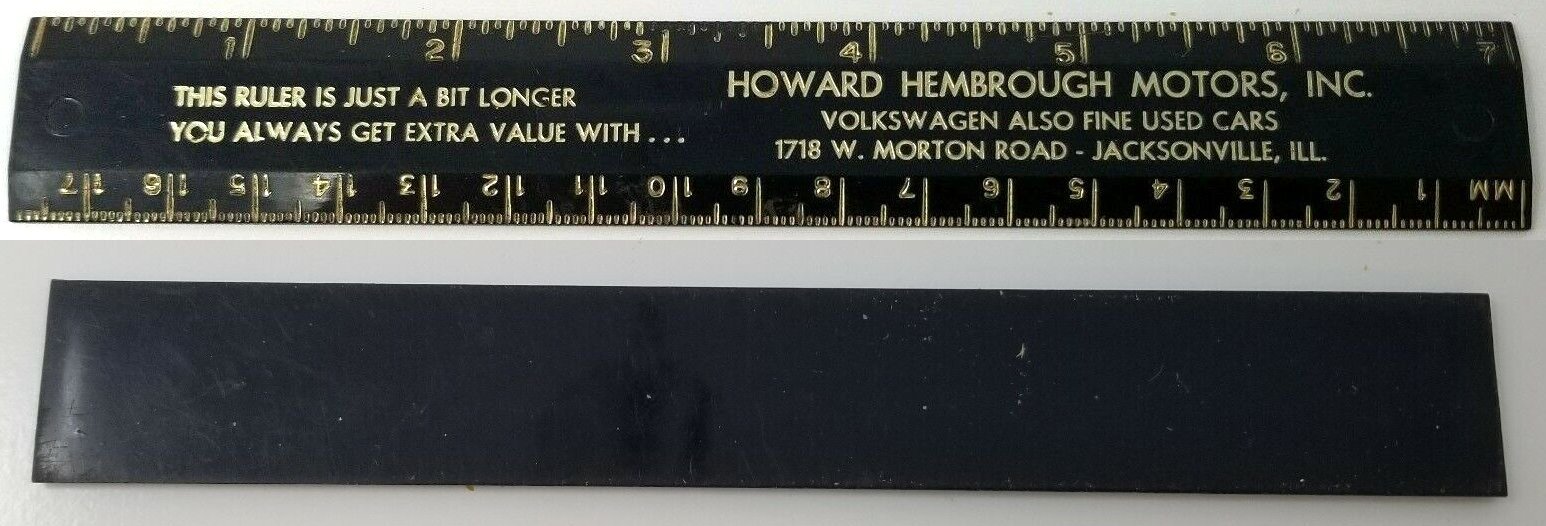 1 2 3 4 5 6 7
THIS RULER IS JUST A BIT LONGER
YOU ALWAYS GET EXTRA VALUE WITH . . .
HOWARD HEMBROUGH MOTORS, INC.
VOLKSWAGEN ALSO FINE USED CARS
1718 W. MORTON ROAD - JACKSONVILLE, ILL.
MM 1 2 3 4 5 6 7 8 9 10 11 12 13 14 15 16 17